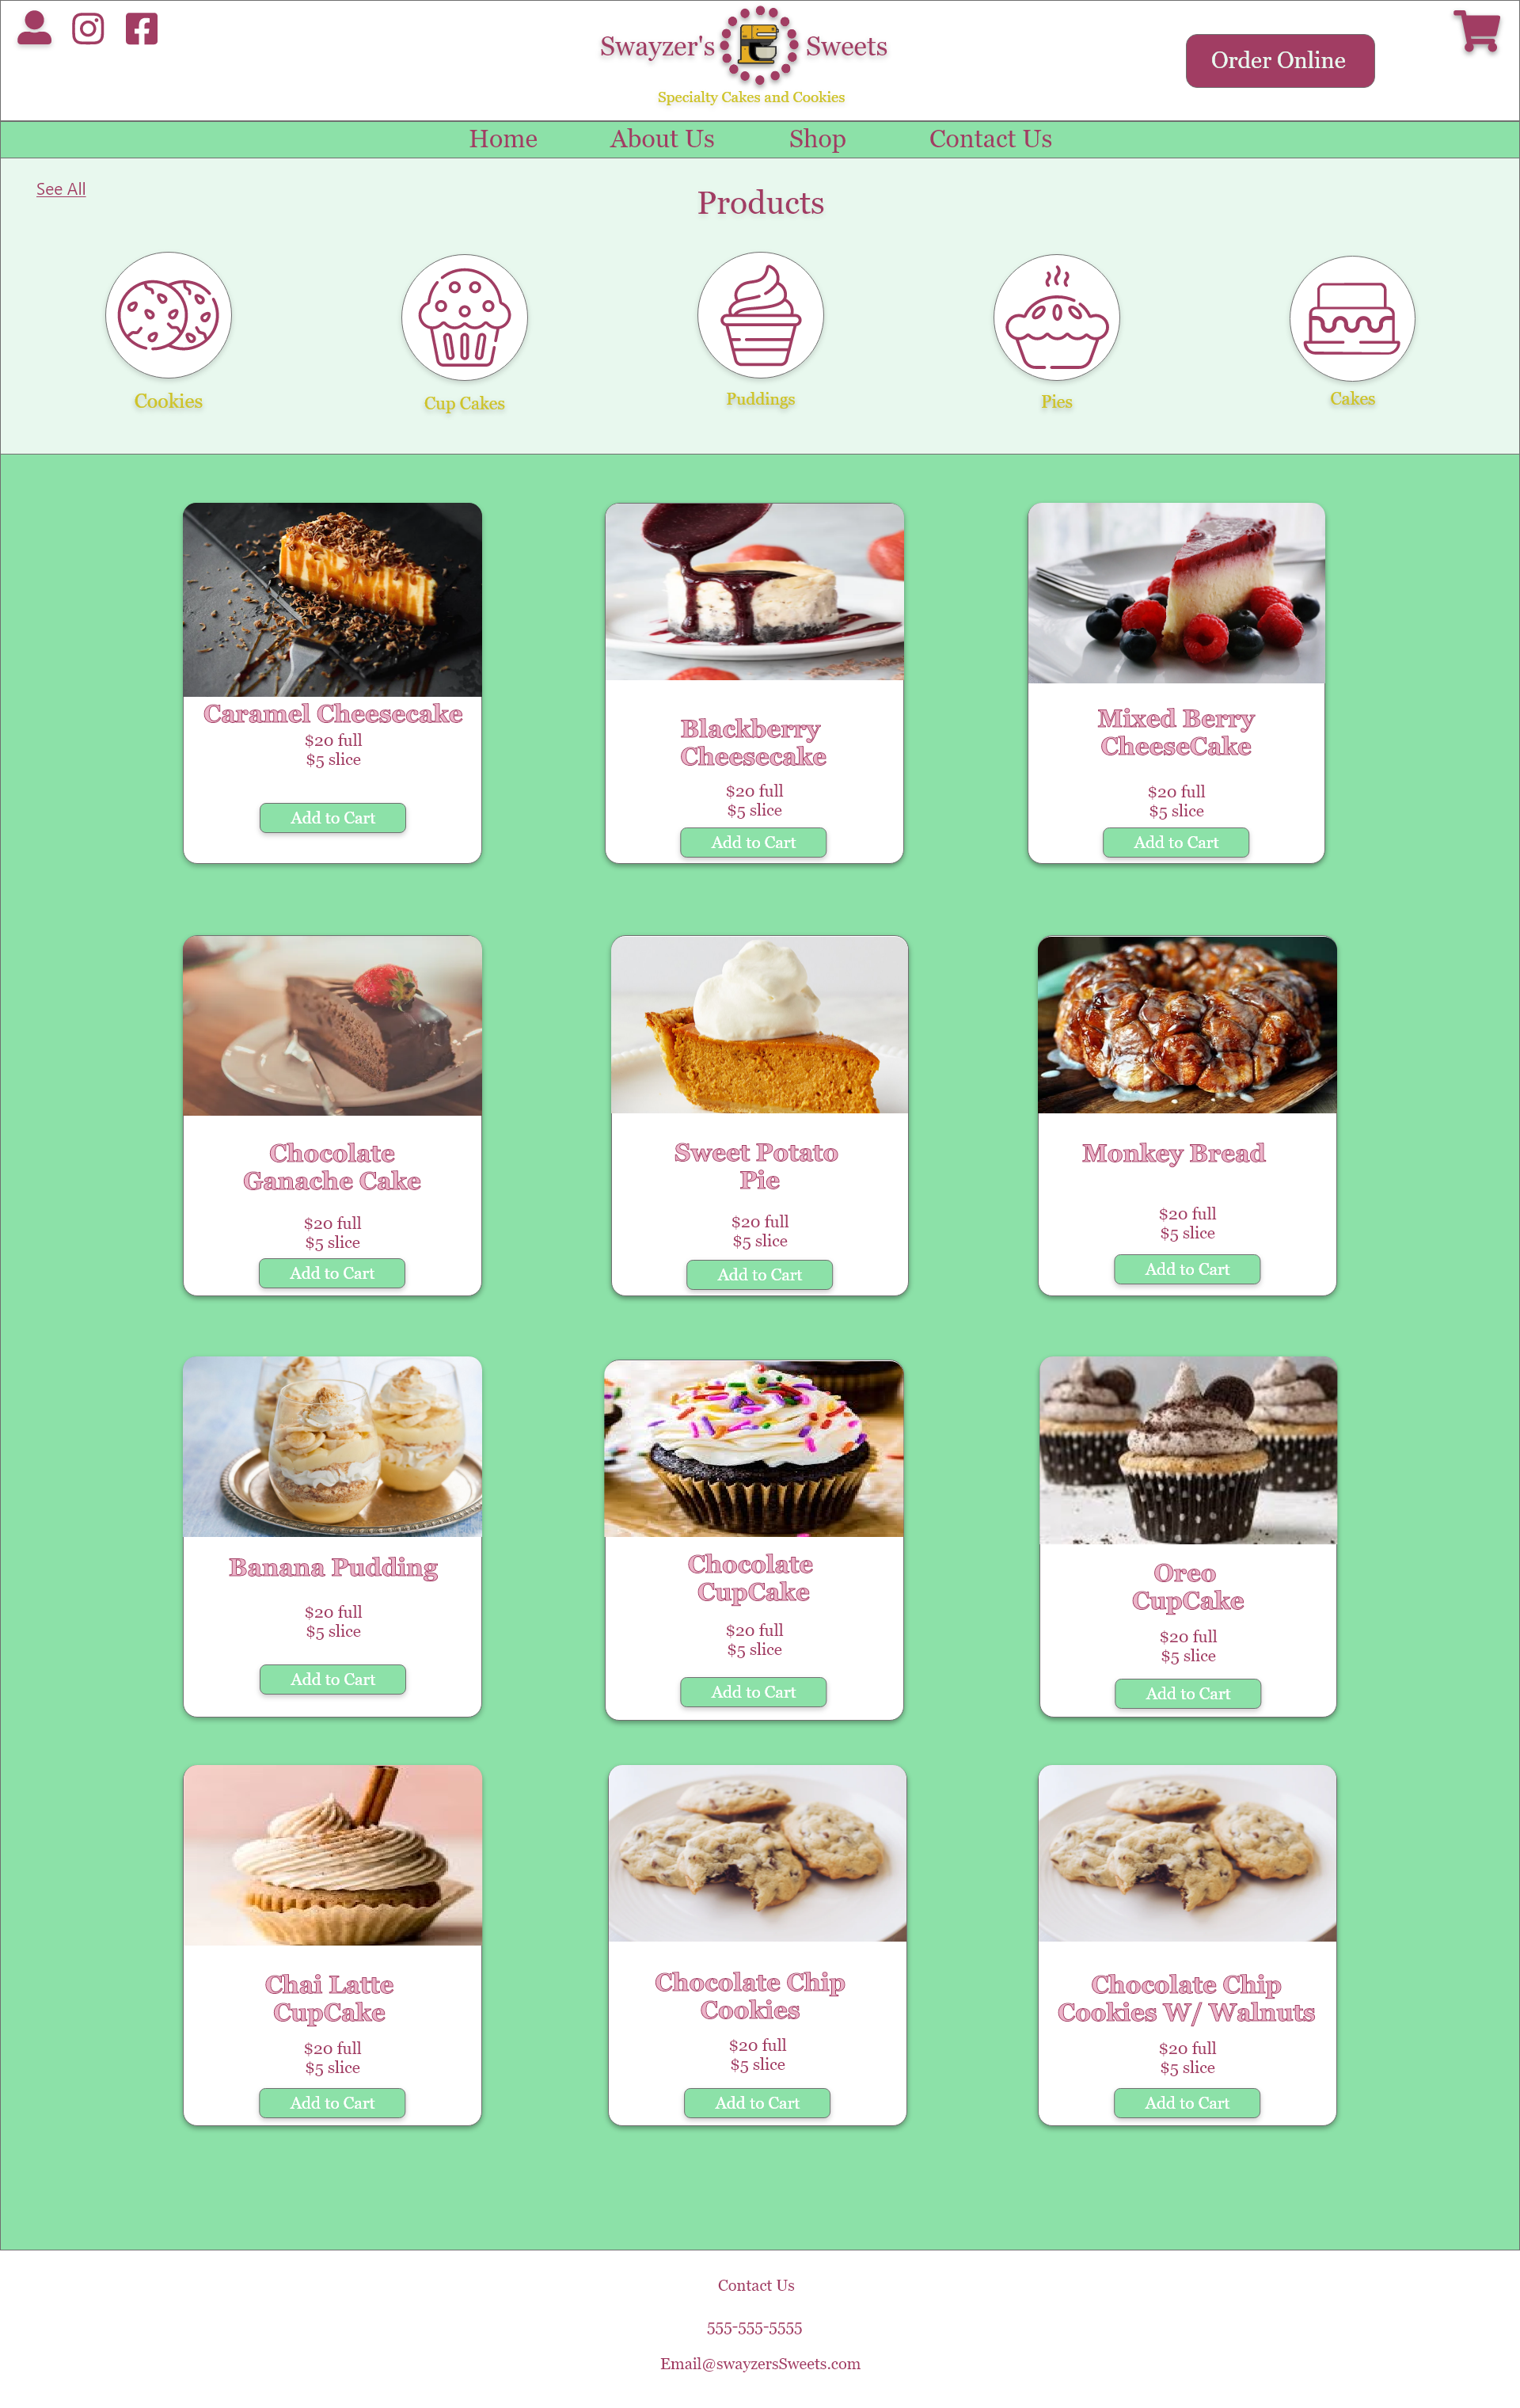 Swayzer's Sweets
Specialty Cakes and Cookies
Order Online
Home About Us Shop Contact Us
See All
Products
Cookies
Cup Cakes
Puddings
Pies
Cakes
Caramel Cheesecake
$20 full
$5 slice
Add to Cart
Blackberry
Cheesecake
$20 full
$5 slice
Add to Cart
Mixed Berry
CheeseCake
$20 full
$5 slice
Add to Cart
Chocolate
Ganache Cake
$20 full
$5 slice
Add to Cart
Sweet Potato
Pie
$20 full
$5 slice
Add to Cart
Monkey Bread
$20 full
$5 slice
Add to Cart
Banana Pudding
$20 full
$5 slice
Add to Cart
Chocolate
CupCake
$20 full
$5 slice
Add to Cart
Oreo
CupCake
$20 full
$5 slice
Add to Cart
Chai Latte
CupCake
$20 full
$5 slice
Add to Cart
Chocolate Chip
Cookies
$20 full
$5 slice
Add to Cart
Chocolate Chip
Cookies W/ Walnuts
$20 full
$5 slice
Add to Cart
Contact Us
555-555-5555
Email@swayzersSweets.com